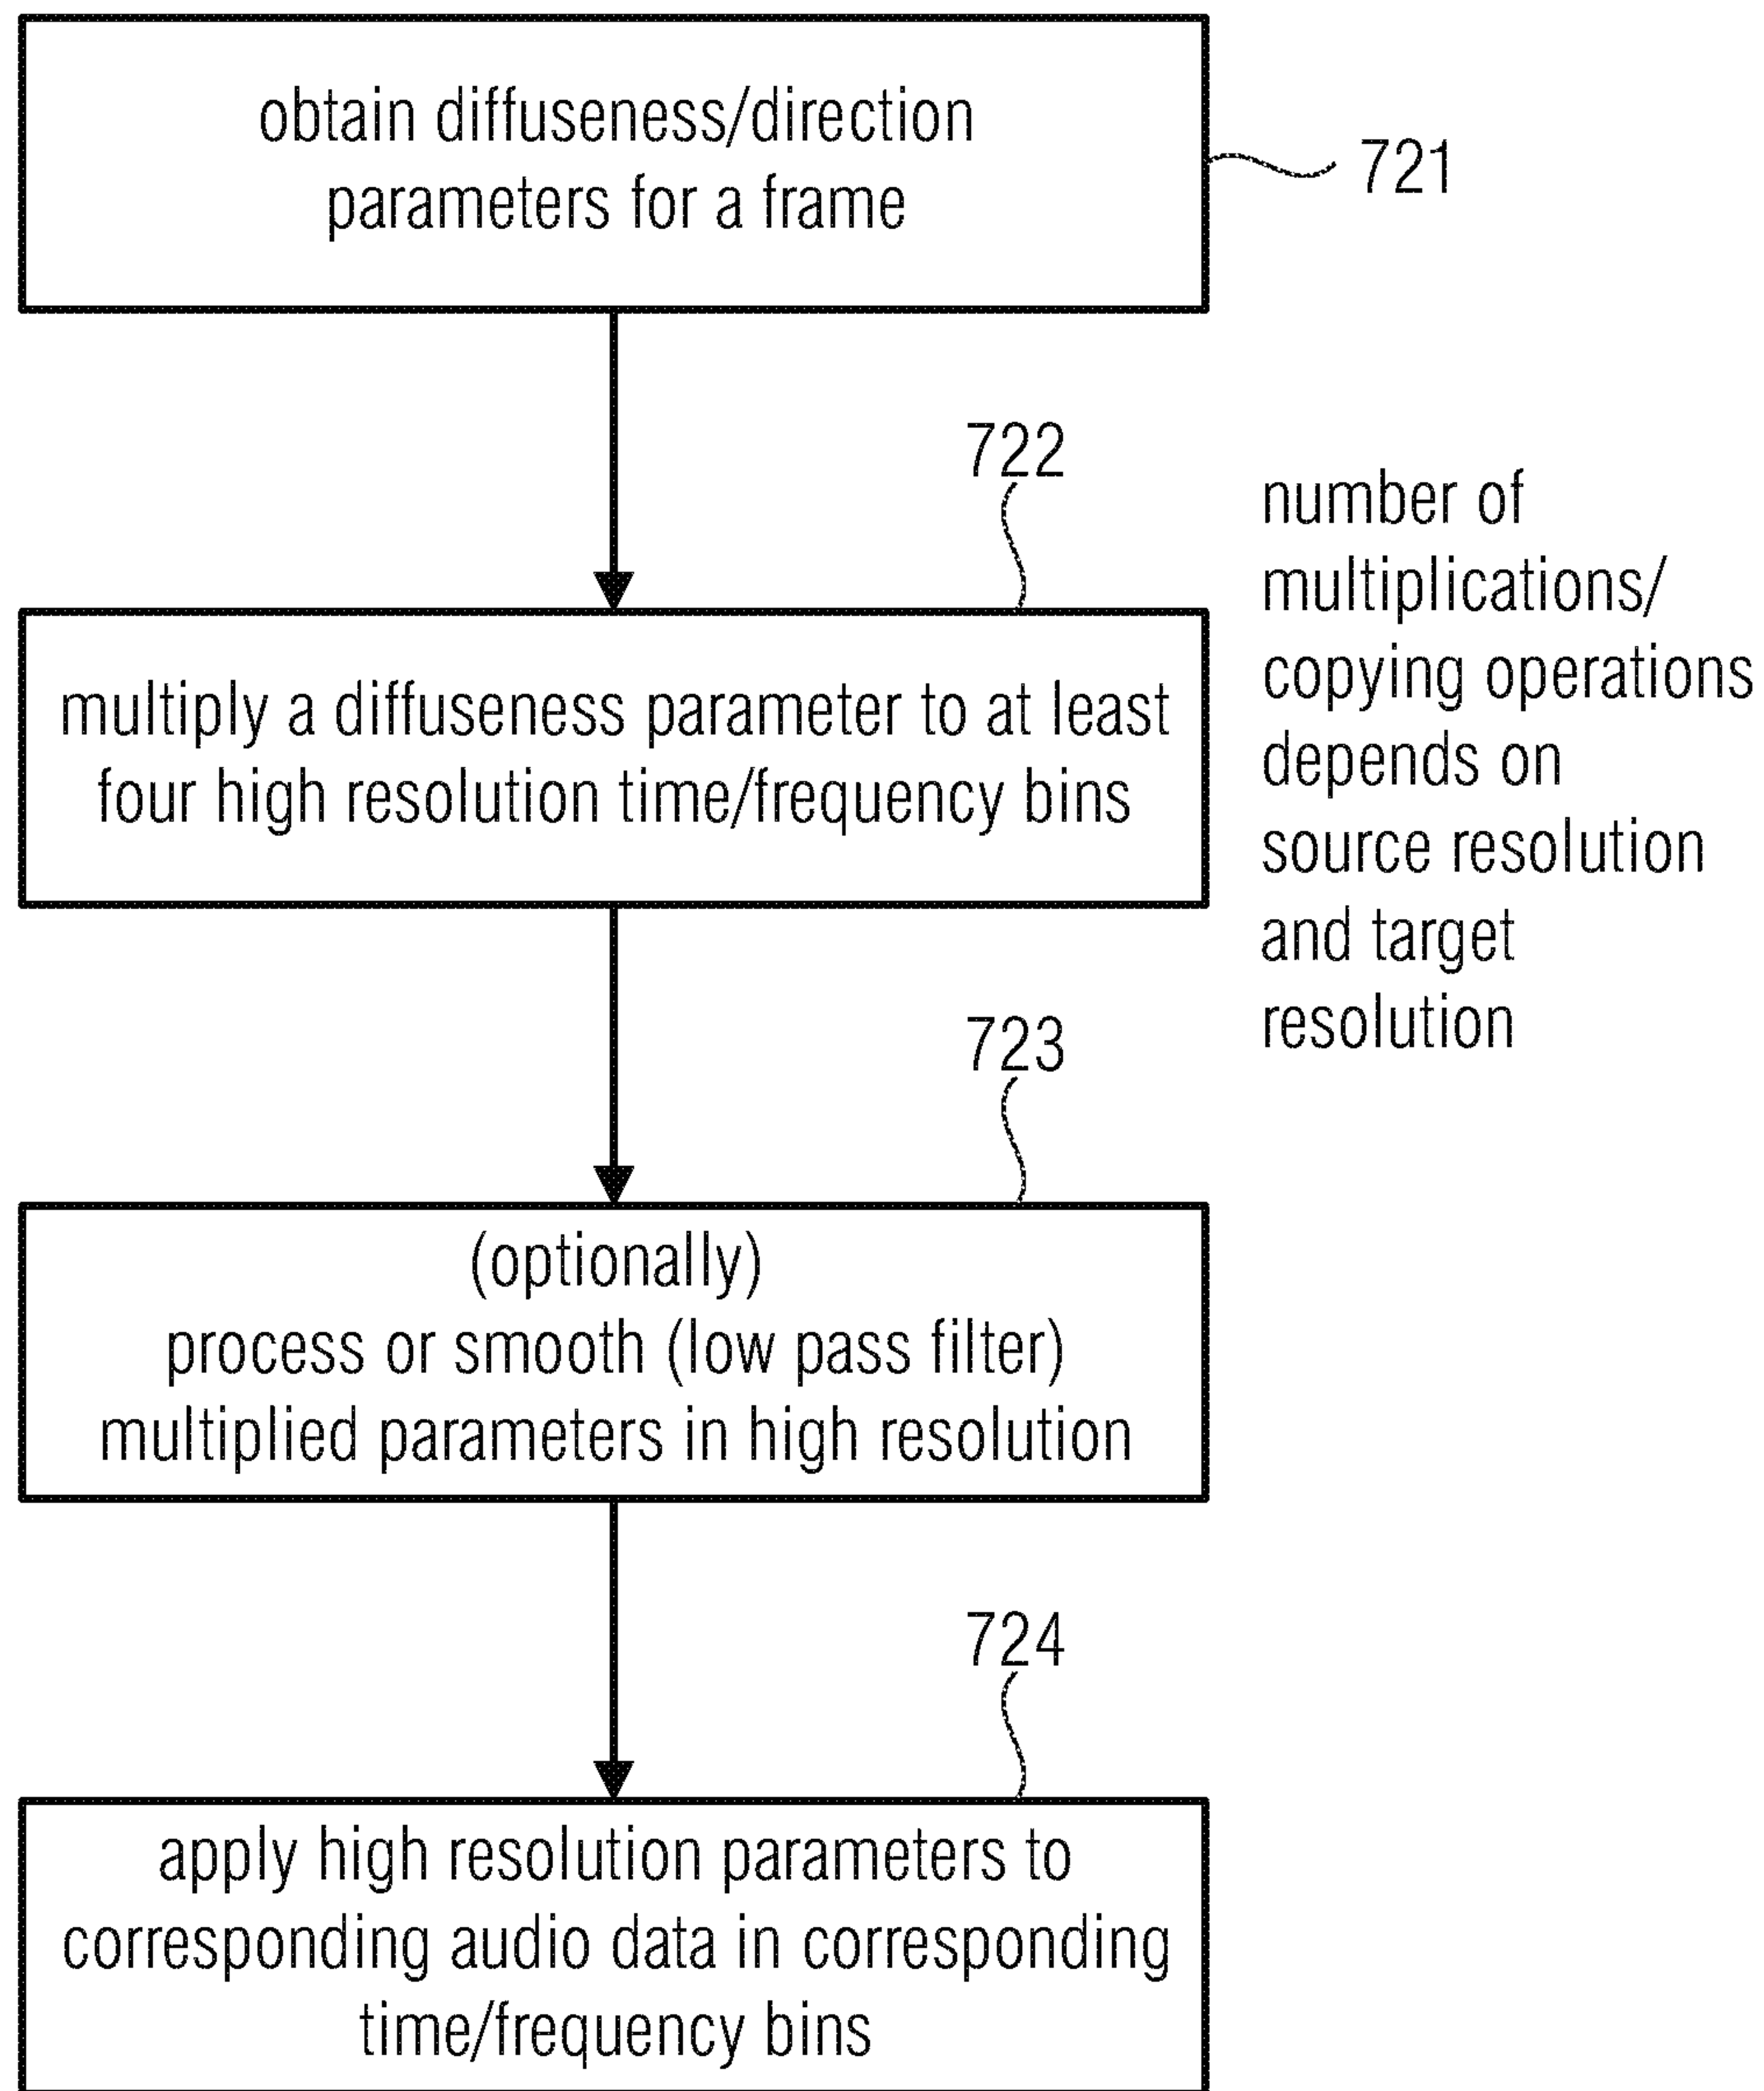 obtain diffuseness/direction
parameters for a frame
721
722
multiply a diffuseness parameter to at least
four high resolution time/frequency bins
number of
multiplications/
copying operations
depends on
source resolution
and target
resolution
723
(optionally)
process or smooth (low pass filter)
multiplied parameters in high resolution
724
apply high resolution parameters to
corresponding audio data in corresponding
time/frequency bins